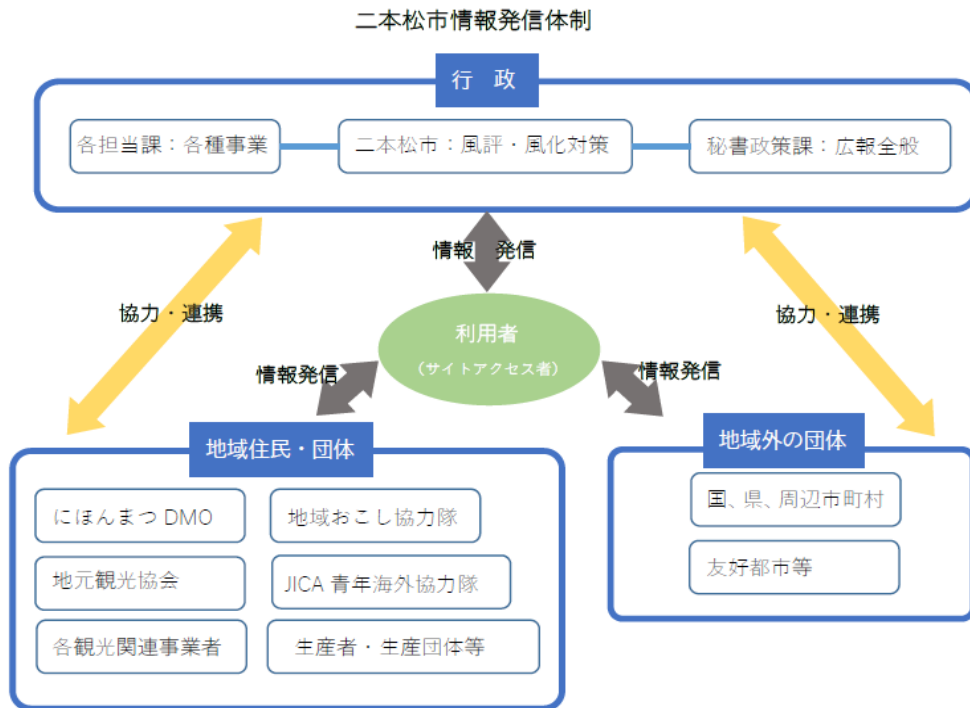 二本松市情報発信体制
行　政
各担当課：各種事業
二本松市：風評・風化対策
秘書政策課：広報全般
情報　発信
協力・連携
協力・連携
利用者
（サイトアクセス者）
情報発信
情報発信
地域住民・団体
地域外の団体
にほんまつ DMO
地域おこし協力隊
地元観光協会
JICA 青年海外協力隊
各観光関連事業者
生産者・生産団体等
国、県、周辺市町村
友好都市等